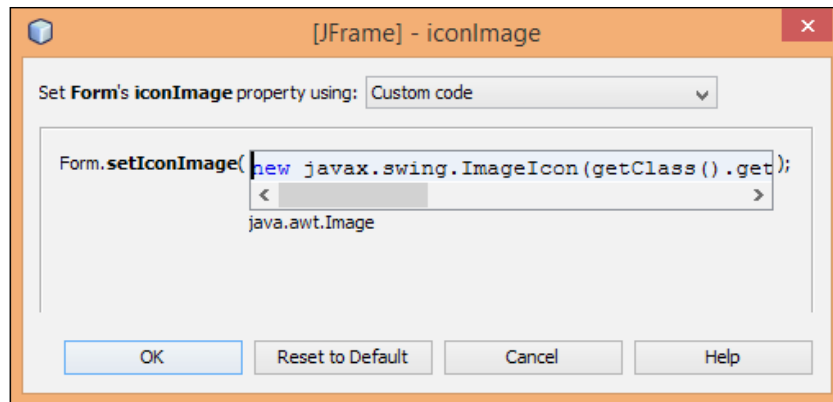 [JFrame] - iconImage
Set Form's iconImage property using: Custom code
Form.setIconImage( new javax.swing.ImageIcon(getClass().get );
java.awt.Image
OK Reset to Default Cancel Help